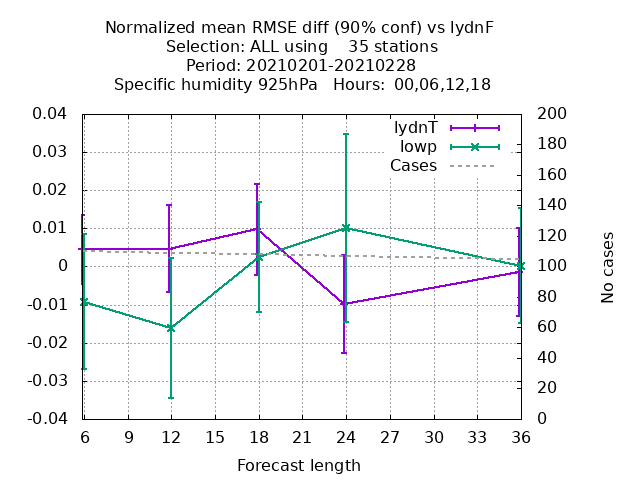 Normalized mean RMSE diff (90% conf) vs lydnF
Selection: ALL using    35 stations
Period: 20210201-20210228
Specific humidity 925hPa   Hours: 00,06,12,18
lydnT
lowp
Cases
0.04
0.03
0.02
0.01
0
-0.01
-0.02
-0.03
-0.04
200
180
160
140
120
100
80
60
40
20
0
No cases
6 9 12 15 18 21 24 27 30 33 36
Forecast length